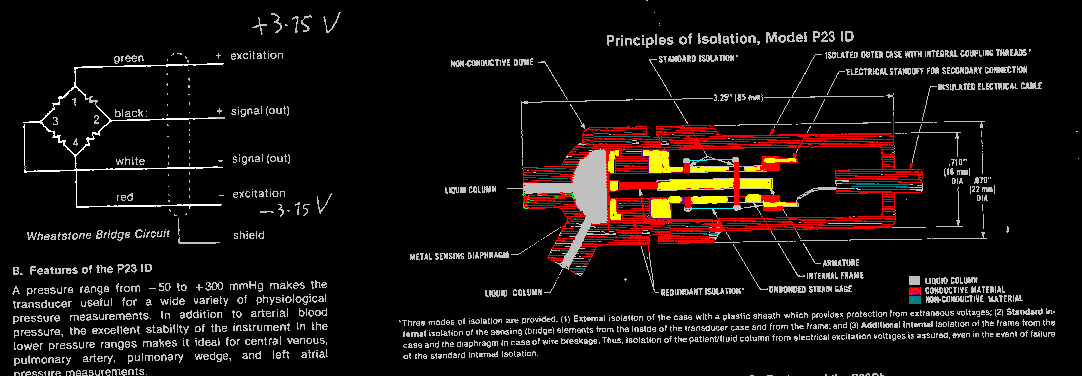 +3.75 V
green
+ excitation
1
black:
+ signal (out)
3
2
4
white
- signal (out)
red
excitation
-3.75 V
Wheatstone Bridge Circuit
shield
B. Features of the P23 ID
A pressure range from −50 to +300 mmHg makes the
transducer useful for a wide variety of physiological
pressure measurements. In addition to arterial blood
pressure, the excellent stability of the instrument in the
lower pressure ranges makes it ideal for central venous,
pulmonary artery, pulmonary wedge, and left atrial
pressure measurements.
Principles of Isolation, Model P23 ID
NON-CONDUCTIVE DOME
STANDARD ISOLATION*
ISOLATED OUTER CASE WITH INTEGRAL COUPLING THREADS*
ELECTRICAL STANDOFF FOR SECONDARY CONNECTION
INSULATED ELECTRICAL CABLE
3.29" (85 mm)
.710"
(18 mm)
DIA
.870"
(22 mm)
DIA
LIQUID COLUMN
METAL SENSING DIAPHRAGM
LIQUID COLUMN
REDUNDANT ISOLATION*
UNBONDED STRAIN GAGE
INTERNAL FRAME
ARMATURE
LIQUID COLUMN
CONDUCTIVE MATERIAL
NON-CONDUCTIVE MATERIAL
*Three modes of isolation are provided. (1) External isolation of the case with a plastic sheath which provides protection from extraneous voltages; (2) Standard in-
ternal isolation of the sensing (bridge) elements from the inside of the transducer case and from the frame; and (3) Additional internal isolation of the frame from the
case and the diaphragm in case of wire breakage. Thus, isolation of the patient/fluid column from electrical excitation voltages is assured, even in the event of failure
of the standard internal isolation.